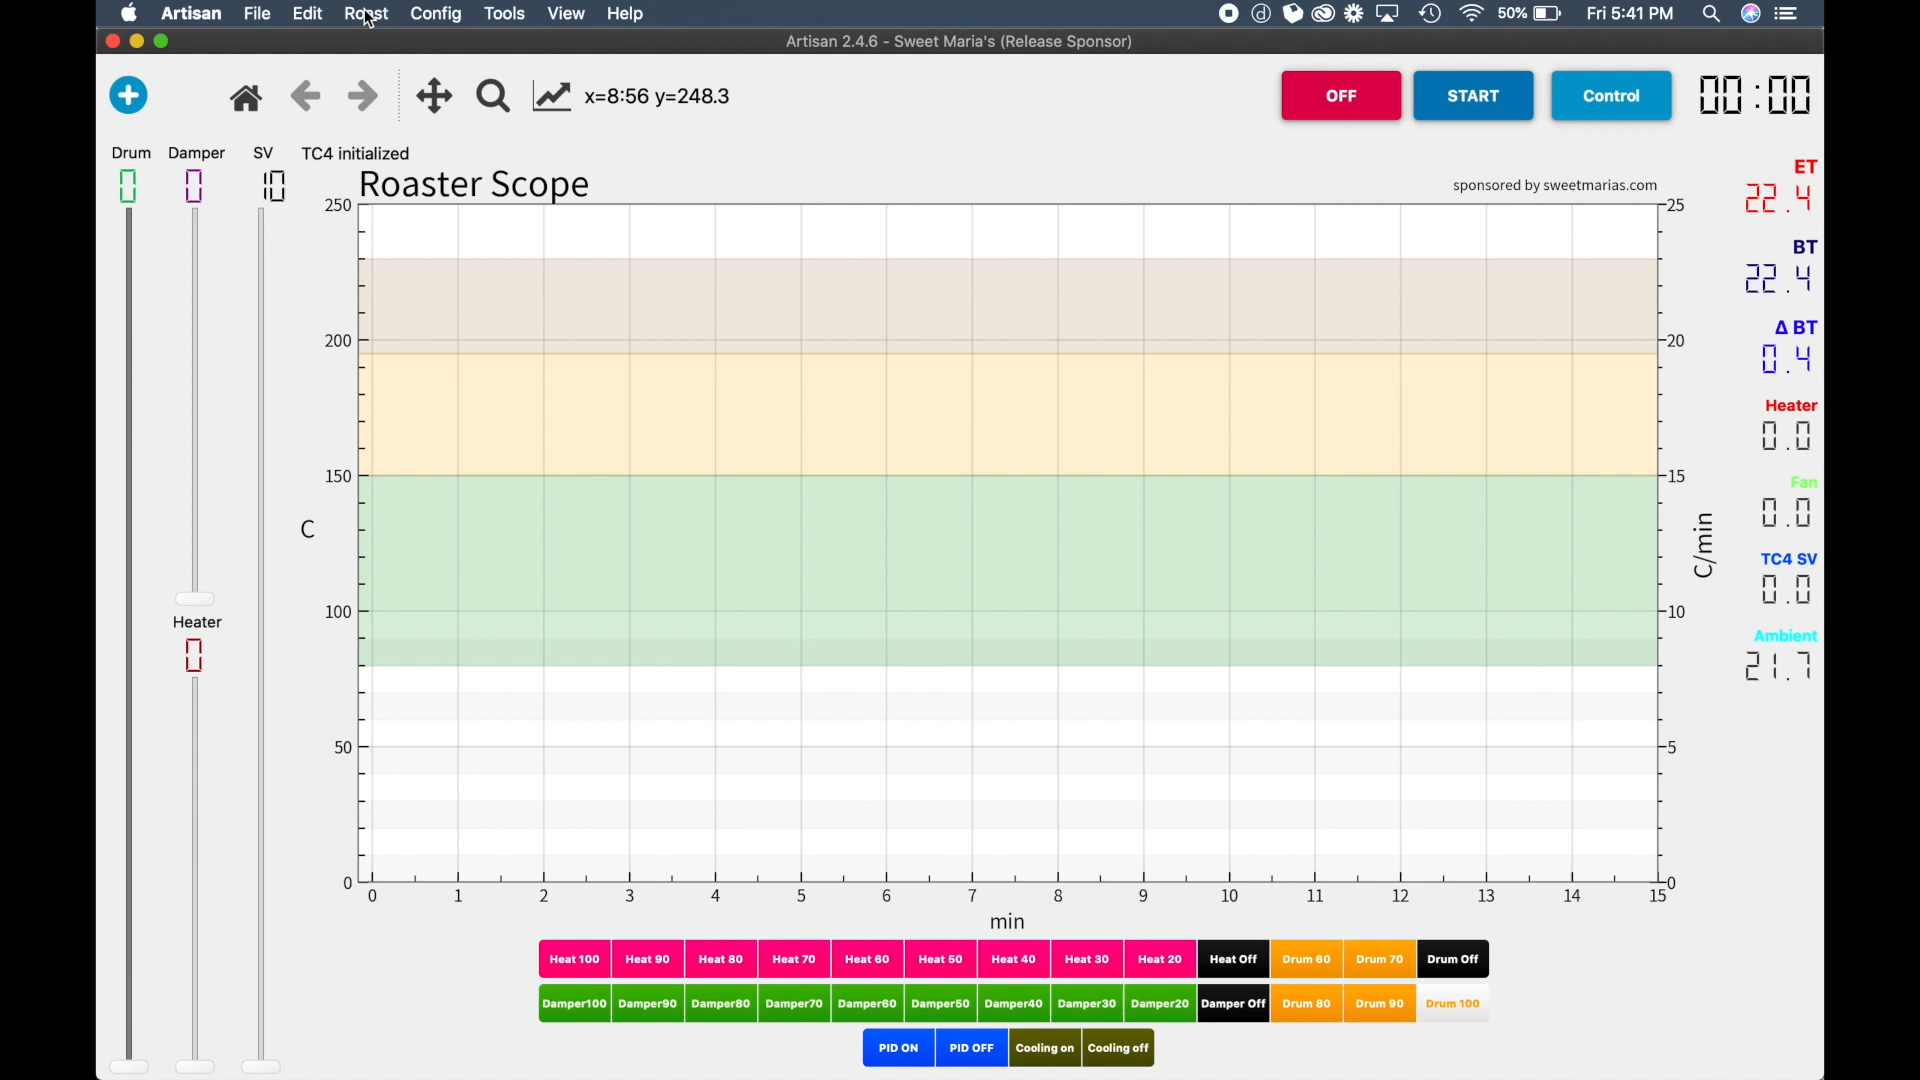 Artisan File Edit Roast Config Tools View Help 50% Fri 5:41 PM
Artisan 2.4.6 - Sweet Maria's (Release Sponsor)
x=8:56 y=248.3 OFF START Control 00:00
Drum Damper SV TC4 initialized
0 0 10
Roaster Scope
sponsored by sweetmarias.com
ET
22.4
BT
22.4
Δ BT
0.4
Heater
0.0
Fan
0.0
TC4 SV
0.0
Ambient
21.7
Heater
0
250
200
150
100
50
0
C
25
20
15
10
5
0
C/min
0 1 2 3 4 5 6 7 8 9 10 11 12 13 14 15
min
Heat 100 Heat 90 Heat 80 Heat 70 Heat 60 Heat 50 Heat 40 Heat 30 Heat 20 Heat Off Drum 60 Drum 70 Drum Off
Damper100 Damper90 Damper80 Damper70 Damper60 Damper50 Damper40 Damper30 Damper20 Damper Off Drum 80 Drum 90 Drum 100
PID ON PID OFF Cooling on Cooling off